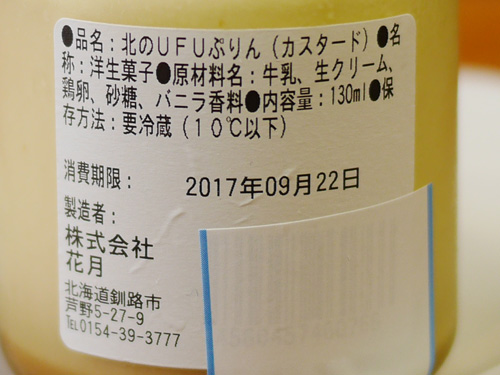 ●品名：北のＵＦＵぷりん（カスタード）●名
称：洋生菓子●原材料名：牛乳、生クリーム、
鶏卵、砂糖、バニラ香料●内容量：130ml●保
存方法：要冷蔵（１０℃以下）
消費期限： 2017年09月22日
製造者：
株式会社
花月
北海道釧路市
芦野5-27-9
℡0154-39-3777